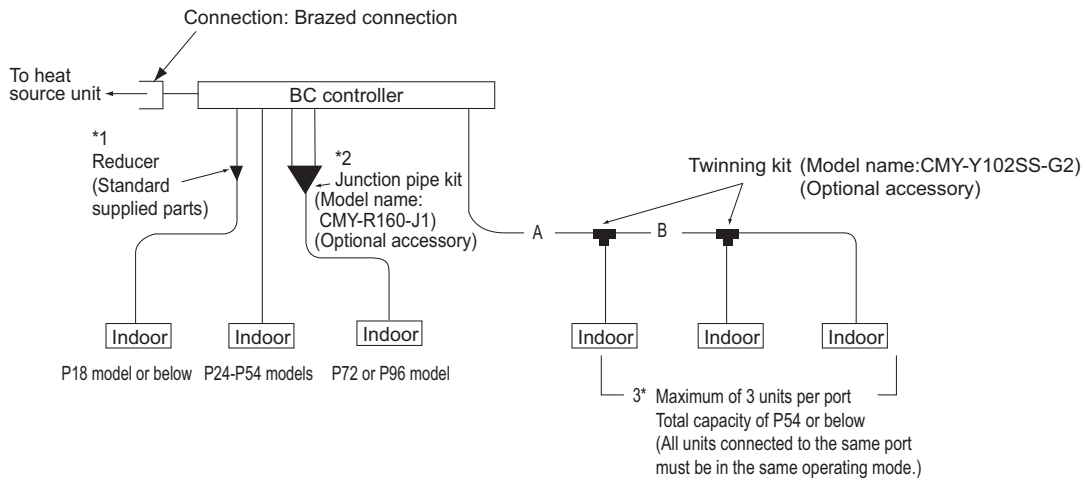 Connection: Brazed connection
To heat
source unit
BC controller
*1
Reducer
(Standard
supplied parts)
*2
Junction pipe kit
(Model name:
CMY-R160-J1)
(Optional accessory)
Twinning kit (Model name:CMY-Y102SS-G2)
(Optional accessory)
A
B
Indoor
Indoor
Indoor
Indoor
Indoor
Indoor
P18 model or below
P24-P54 models
P72 or P96 model
3* Maximum of 3 units per port
Total capacity of P54 or below
(All units connected to the same port
must be in the same operating mode.)